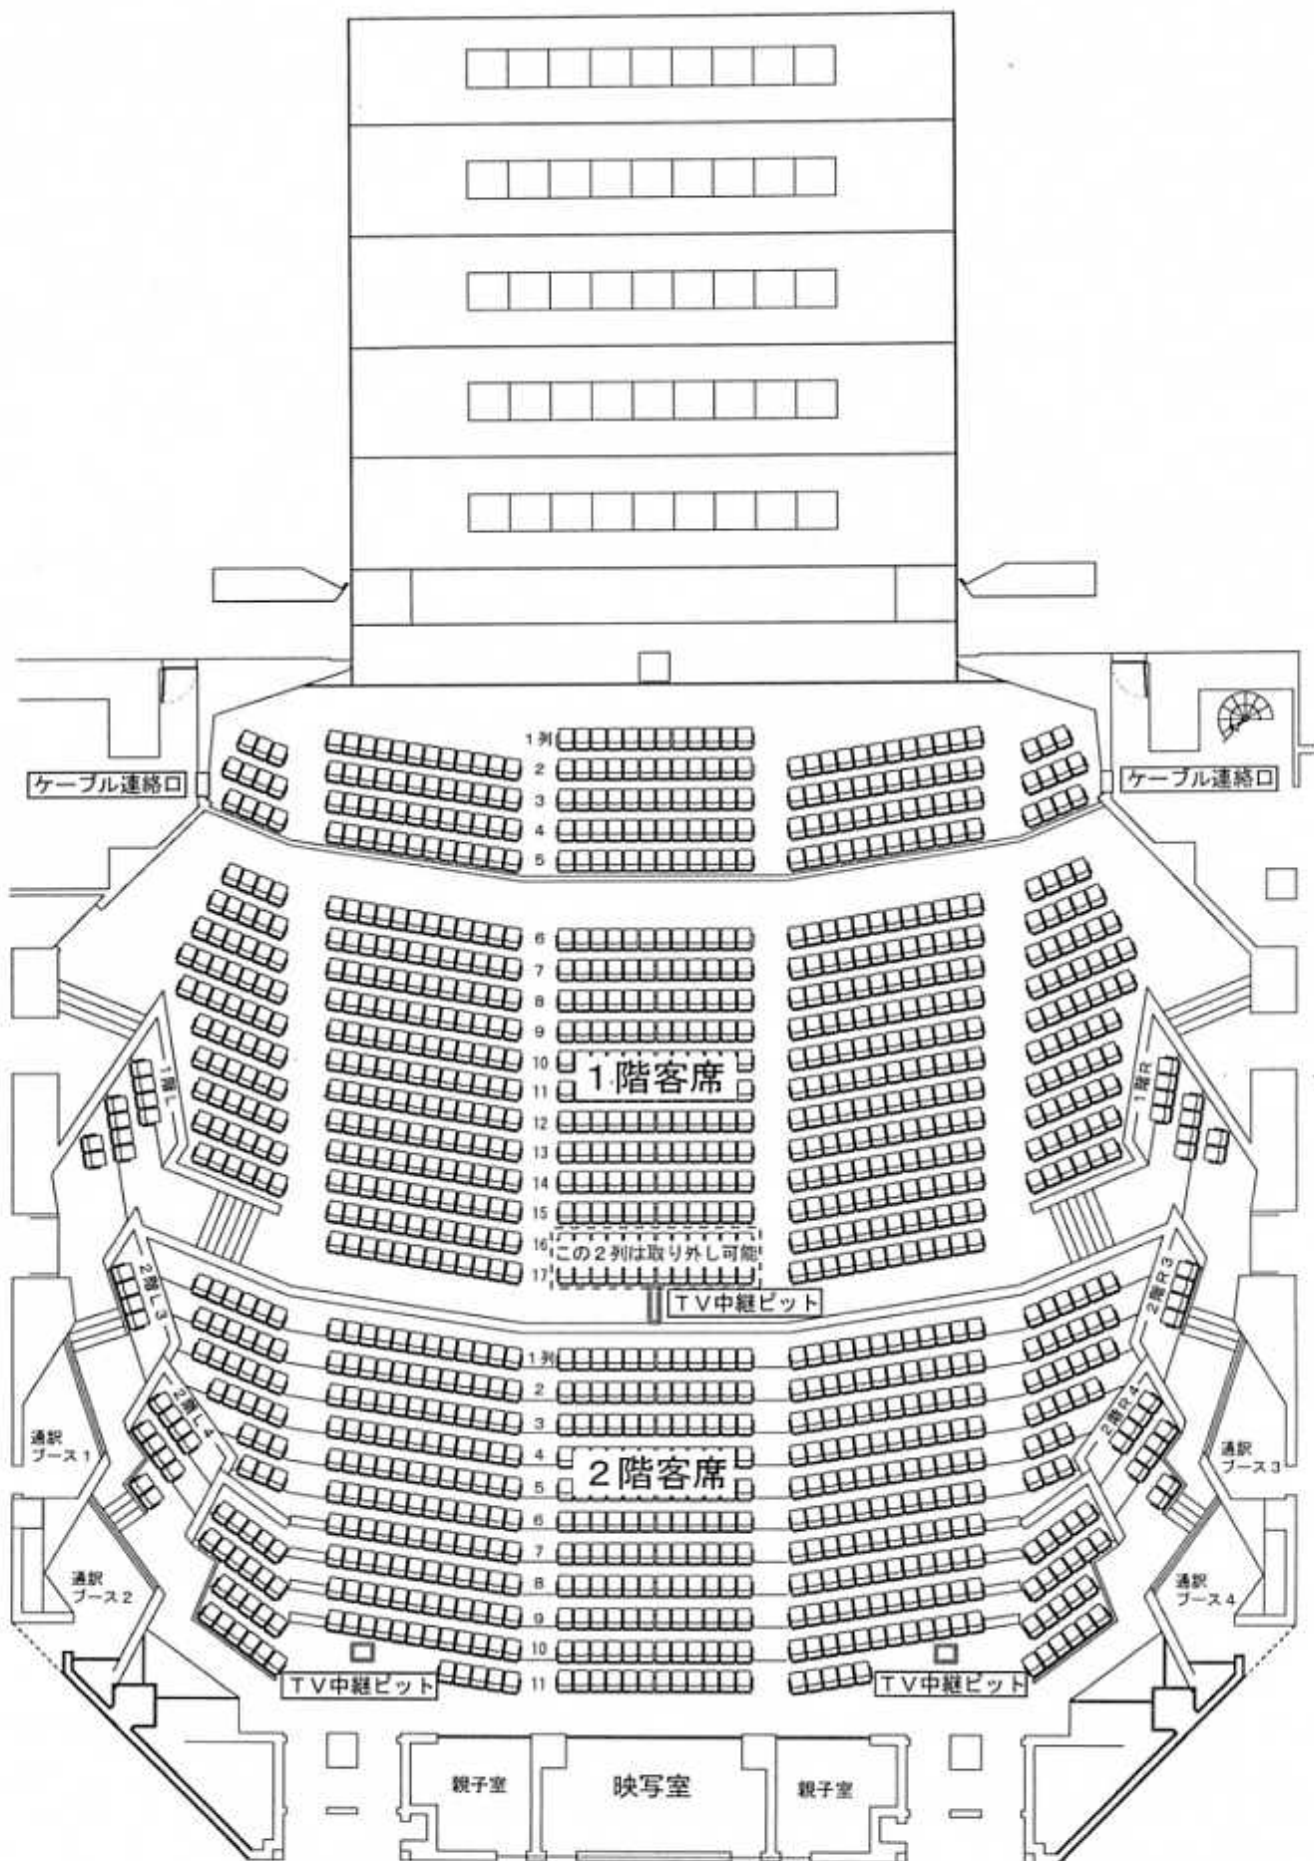 1列
2
ケーブル連絡口
ケーブル連絡口
3
4
5
6
7
8
9
10
1階客席
11
1階L
1階R
12
13
14
15
16
この2列は取り外し可能
17
TV中継ピット
2階L3
2階R3
1列
2
3
2階L4
2階R4
4
2階客席
5
通訳
ブース1
通訳
ブース3
6
7
8
通訳
ブース2
通訳
ブース4
9
10
11
TV中継ピット
TV中継ピット
親子室
映写室
親子室